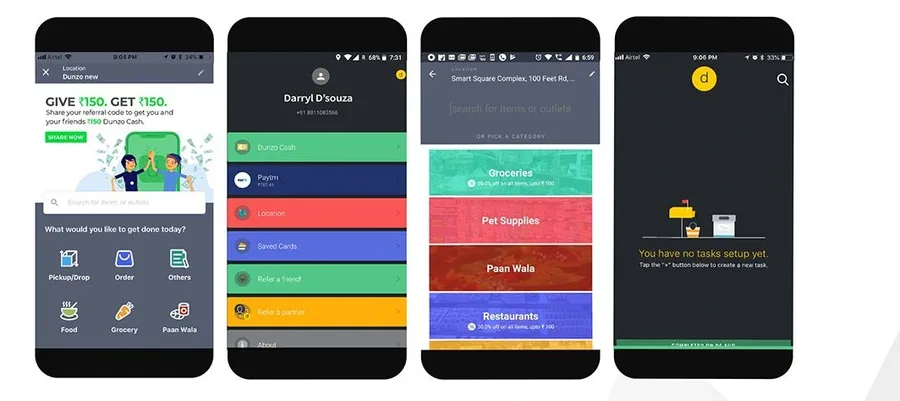 Airtel 9:04 PM 34%
Location
Dunzo new
GIVE ₹150. GET ₹150.
Share your referral code to get you and
your friends ₹150 Dunzo Cash.
SHARE NOW
Search for items or outlets
What would you like to get done today?
Pickup/Drop
Order
Others
Food
Grocery
Paan Wala
68% 7:31
d
Darryl D'souza
Dunzo Cash
Paytm
Location
Saved Cards
Refer a friend
Refer a partner
About
6:59
Location
Smart Square Complex, 100 Feet Rd, ...
search for items or outlets
OR PICK A CATEGORY
Groceries
Pet Supplies
Paan Wala
Restaurants
Airtel 9:06 PM 33%
d
You have no tasks setup yet.
Tap the "+" button below to create a new task.